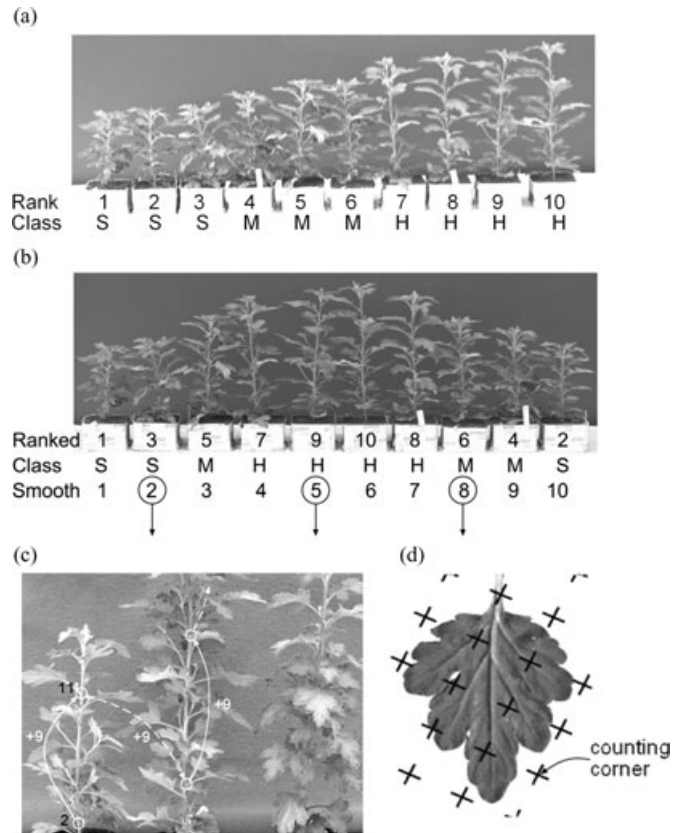 (a)
Rank 1 2 3 4 5 6 7 8 9 10
Class S S S M M M H H H H
(b)
Ranked 1 3 5 7 9 10 8 6 4 2
Class S S M H H H H M M S
Smooth 1 2 3 4 5 6 7 8 9 10
(c)
(d)
11
+9
+9
+9
2
counting
corner